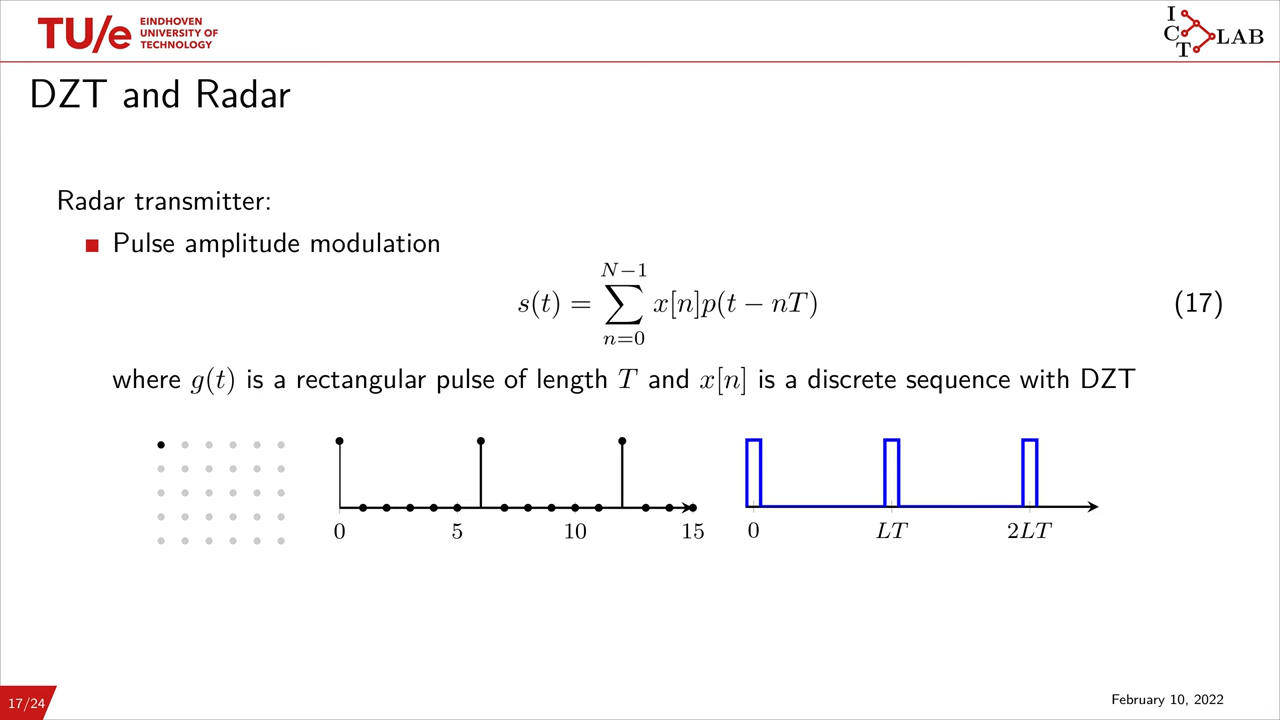 TU/e EINDHOVEN UNIVERSITY OF TECHNOLOGY
ICT LAB
DZT and Radar
Radar transmitter:
Pulse amplitude modulation
s(t) = \sum_{n=0}^{N-1} x[n]p(t − nT) (17)
where g(t) is a rectangular pulse of length T and x[n] is a discrete sequence with DZT
0 5 10 15
0 LT 2LT
17/24
February 10, 2022